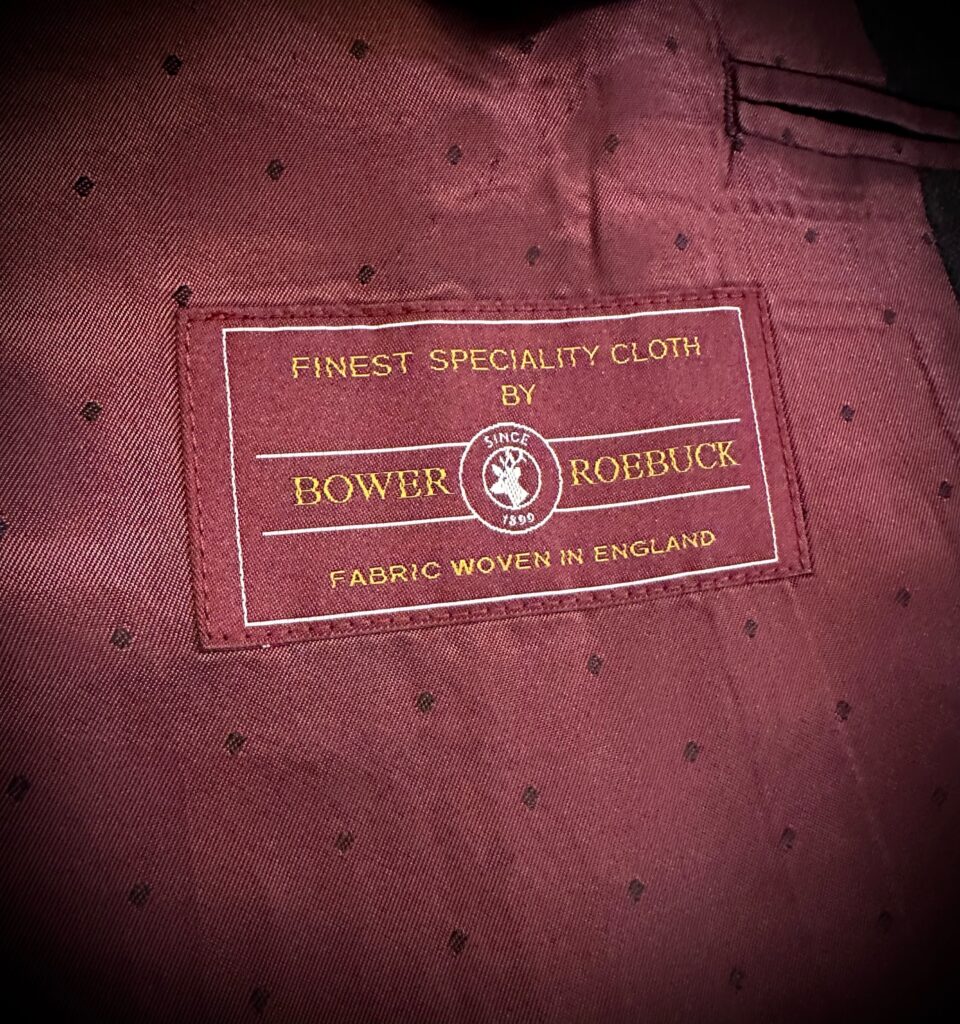 FINEST SPECIALITY CLOTH
BY
SINCE
BOWER ROEBUCK
1899
FABRIC WOVEN IN ENGLAND